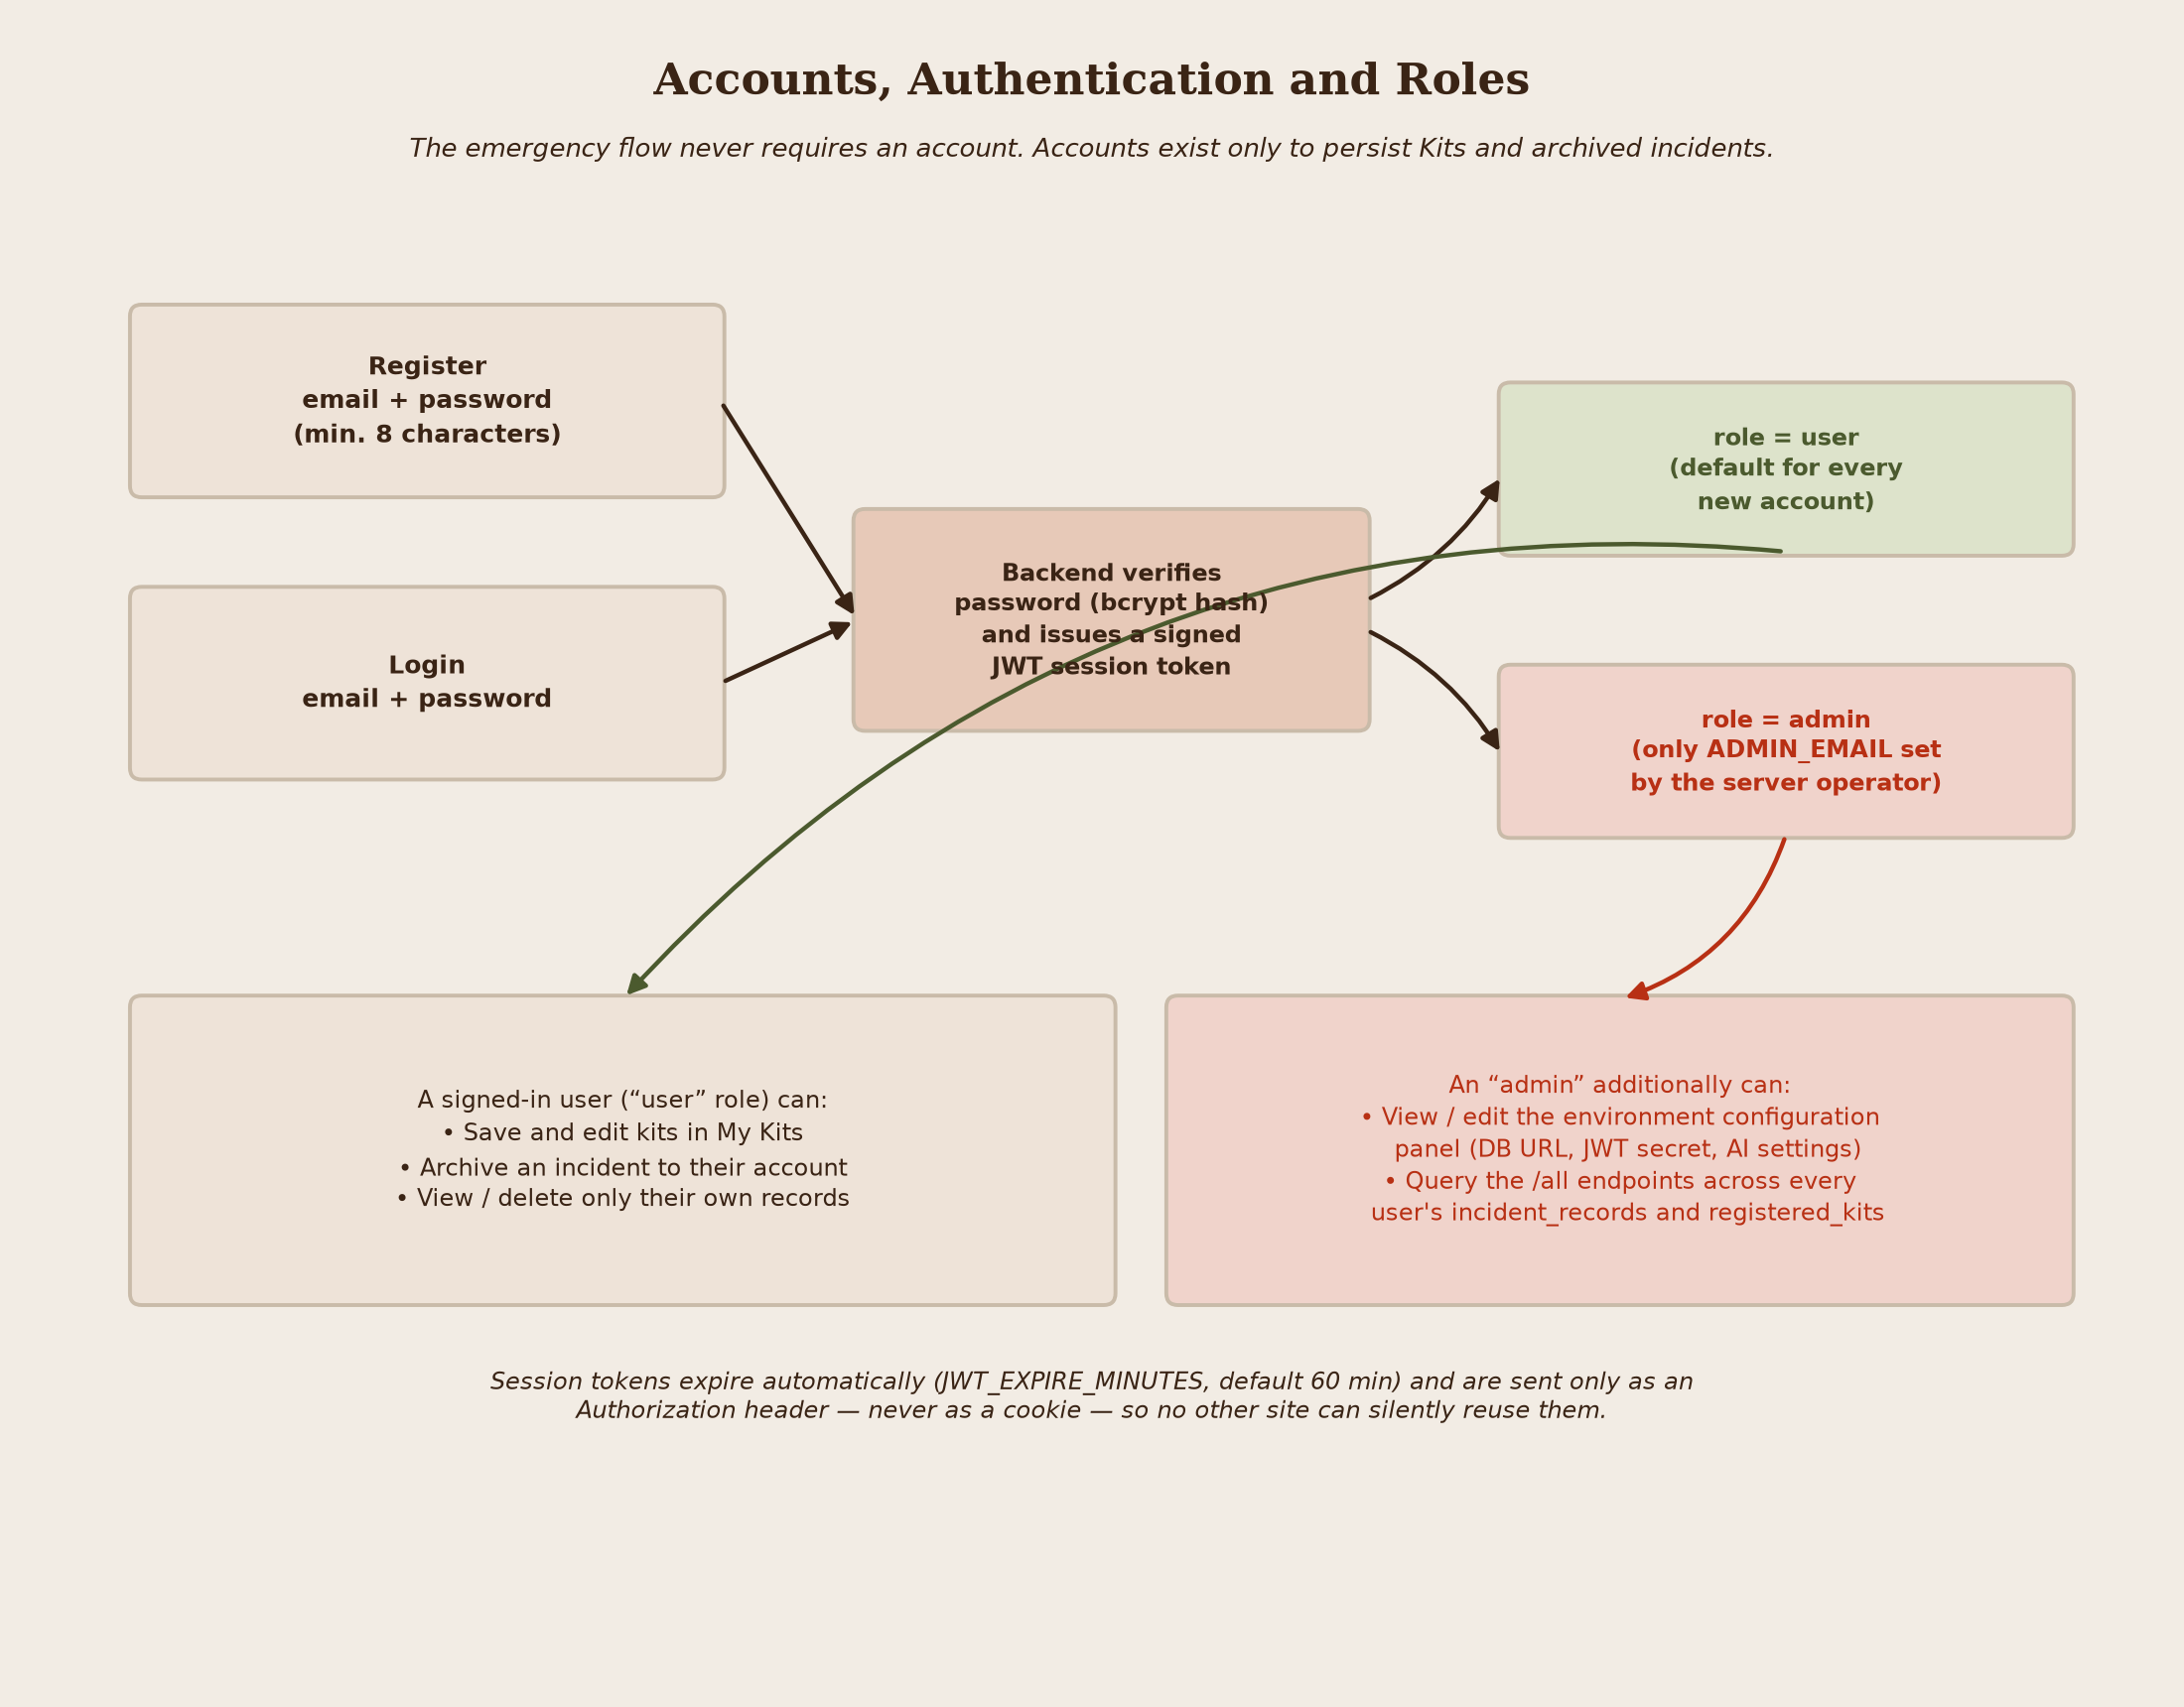 Accounts, Authentication and Roles
The emergency flow never requires an account. Accounts exist only to persist Kits and archived incidents.
Register
email + password
(min. 8 characters)
Login
email + password
Backend verifies
password (bcrypt hash)
and issues a signed
JWT session token
role = user
(default for every
new account)
role = admin
(only ADMIN_EMAIL set
by the server operator)
A signed-in user (“user” role) can:
• Save and edit kits in My Kits
• Archive an incident to their account
• View / delete only their own records
An “admin” additionally can:
• View / edit the environment configuration
panel (DB URL, JWT secret, AI settings)
• Query the /all endpoints across every
user's incident_records and registered_kits
Session tokens expire automatically (JWT_EXPIRE_MINUTES, default 60 min) and are sent only as an
Authorization header — never as a cookie — so no other site can silently reuse them.